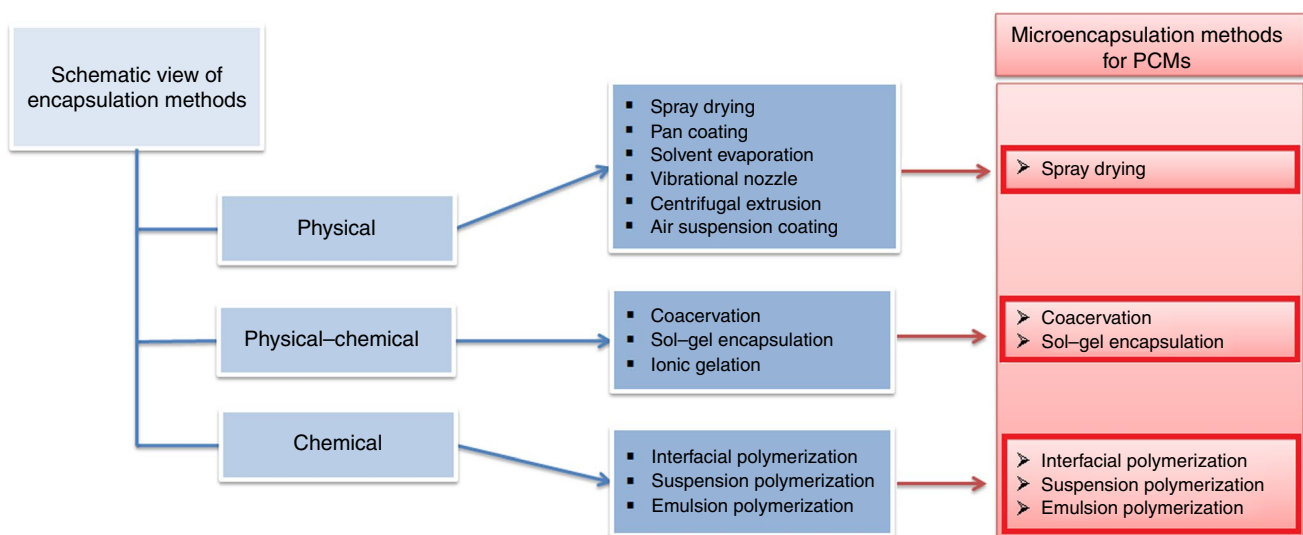 Schematic view of
encapsulation methods
Physical
Physical–chemical
Chemical
▪ Spray drying
▪ Pan coating
▪ Solvent evaporation
▪ Vibrational nozzle
▪ Centrifugal extrusion
▪ Air suspension coating
▪ Coacervation
▪ Sol–gel encapsulation
▪ Ionic gelation
▪ Interfacial polymerization
▪ Suspension polymerization
▪ Emulsion polymerization
Microencapsulation methods
for PCMs
➢ Spray drying
➢ Coacervation
➢ Sol–gel encapsulation
➢ Interfacial polymerization
➢ Suspension polymerization
➢ Emulsion polymerization